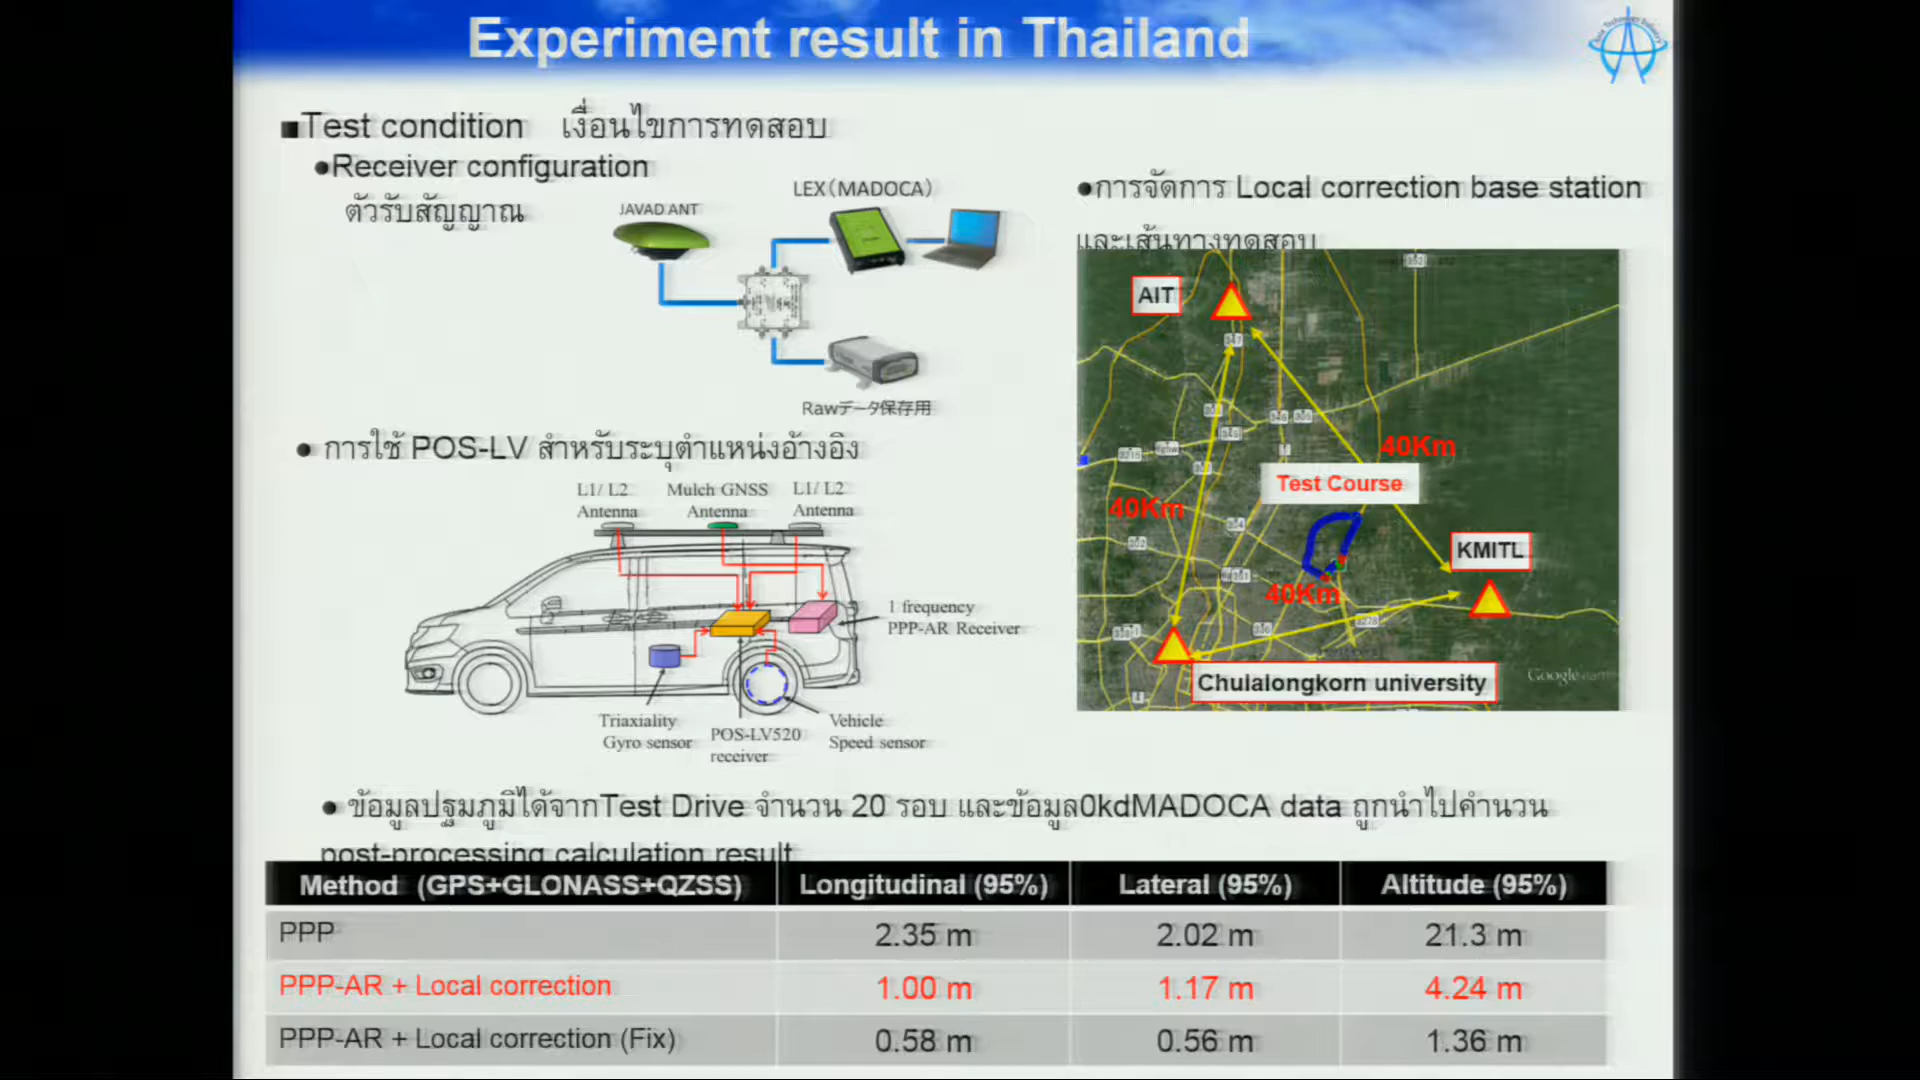 Experiment result in Thailand
■Test condition เงื่อนไขการทดสอบ
●Receiver configuration
ตัวรับสัญญาณ
JAVAD ANT
LEX(MADOCA)
Rawデータ保存用
●การจัดการ Local correction base station
และเส้นทางทดสอบ
AIT
40Km
Test Course
40Km
KMITL
40Km
Chulalongkorn university
Google earth
● การใช้ POS-LV สำหรับระบุตำแหน่งอ้างอิง
L1/ L2
Antenna
Mulch GNSS
Antenna
L1/ L2
Antenna
1 frequency
PPP-AR Receiver
Triaxiality
Gyro sensor
POS-LV520
receiver
Vehicle
Speed sensor
● ข้อมูลปฐมภูมิได้จากTest Drive จำนวน 20 รอบ และข้อมูล0kdMADOCA data ถูกนำไปคำนวน
post-processing calculation result
Method (GPS+GLONASS+QZSS) Longitudinal (95%) Lateral (95%) Altitude (95%)
PPP 2.35 m 2.02 m 21.3 m
PPP-AR + Local correction 1.00 m 1.17 m 4.24 m
PPP-AR + Local correction (Fix) 0.58 m 0.56 m 1.36 m